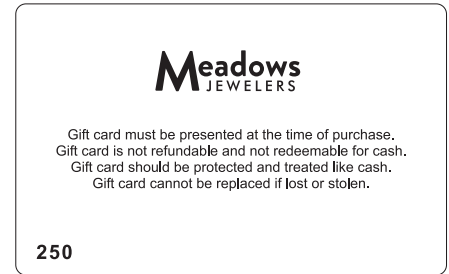 Meadows
JEWELERS
Gift card must be presented at the time of purchase.
Gift card is not refundable and not redeemable for cash.
Gift card should be protected and treated like cash.
Gift card cannot be replaced if lost or stolen.
250